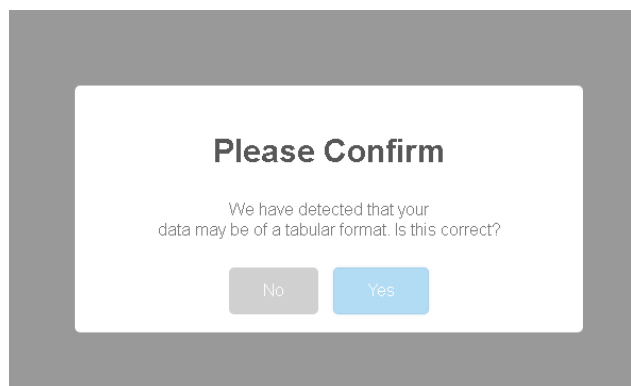 Please Confirm
We have detected that your
data may be of a tabular format. Is this correct?
No
Yes